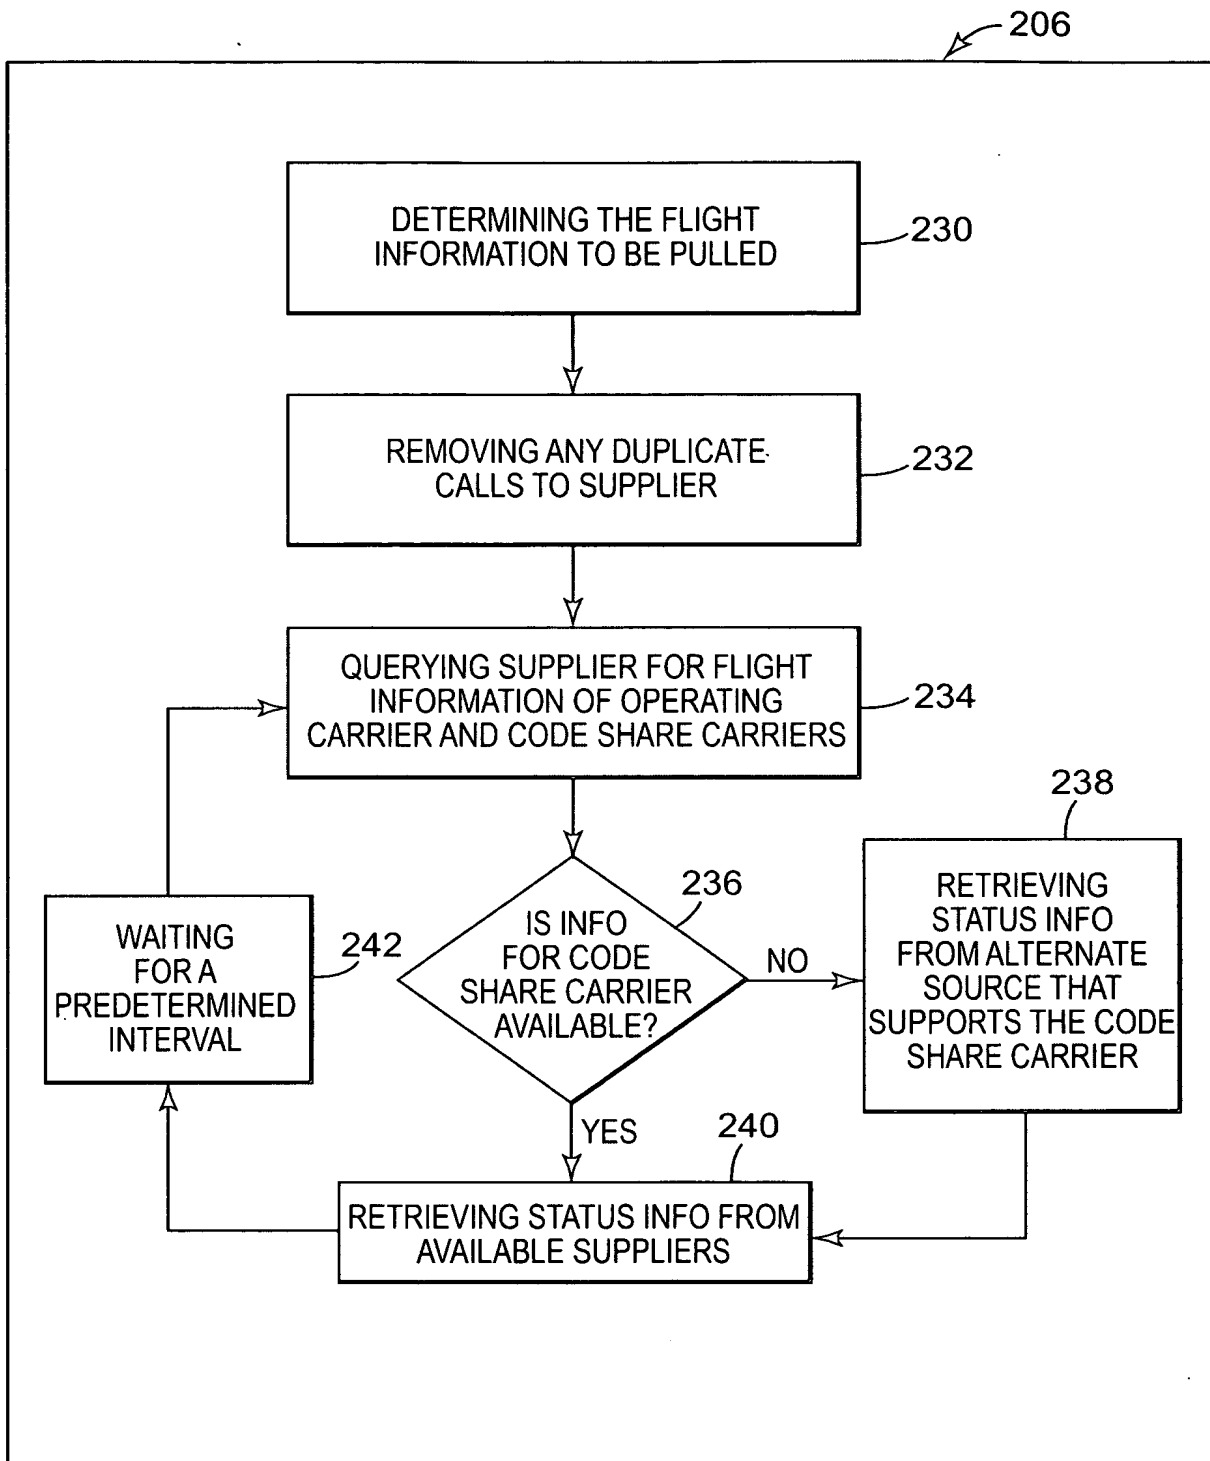 206
DETERMINING THE FLIGHT
INFORMATION TO BE PULLED
230
REMOVING ANY DUPLICATE
CALLS TO SUPPLIER
232
QUERYING SUPPLIER FOR FLIGHT
INFORMATION OF OPERATING
CARRIER AND CODE SHARE CARRIERS
234
IS INFO
FOR CODE
SHARE CARRIER
AVAILABLE?
236
NO
238
RETRIEVING
STATUS INFO
FROM ALTERNATE
SOURCE THAT
SUPPORTS THE CODE
SHARE CARRIER
YES
240
RETRIEVING STATUS INFO FROM
AVAILABLE SUPPLIERS
WAITING
FOR A
PREDETERMINED
INTERVAL
242